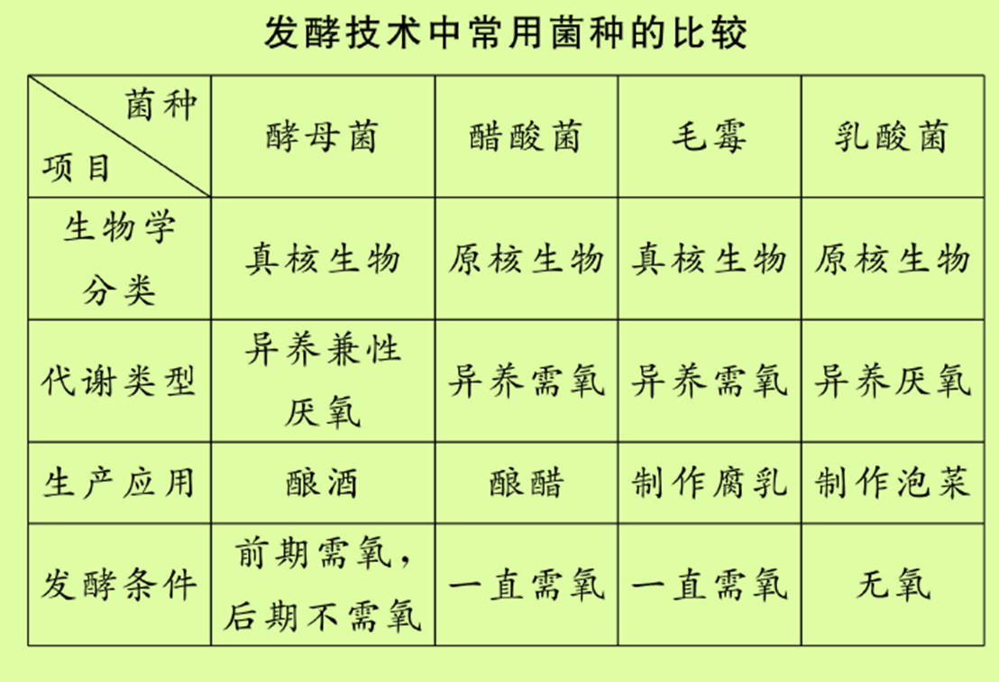 发酵技术中常用菌种的比较
菌种
项目
酵母菌
醋酸菌
毛霉
乳酸菌
生物学
分类
真核生物
原核生物
真核生物
原核生物
代谢类型
异养兼性
厌氧
异养需氧
异养需氧
异养厌氧
生产应用
酿酒
酿醋
制作腐乳
制作泡菜
发酵条件
前期需氧，
后期不需氧
一直需氧
一直需氧
无氧